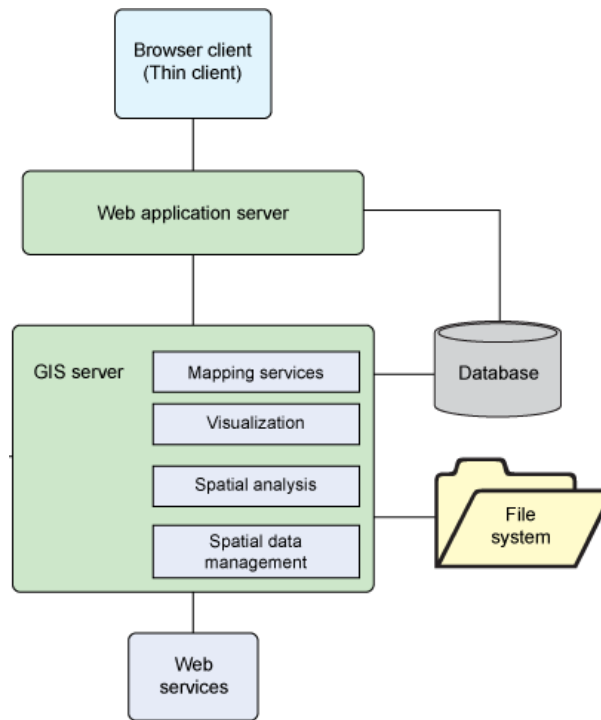 Browser client
(Thin client)
Web application server
GIS server
Mapping services
Visualization
Spatial analysis
Spatial data
management
Database
File
system
Web
services